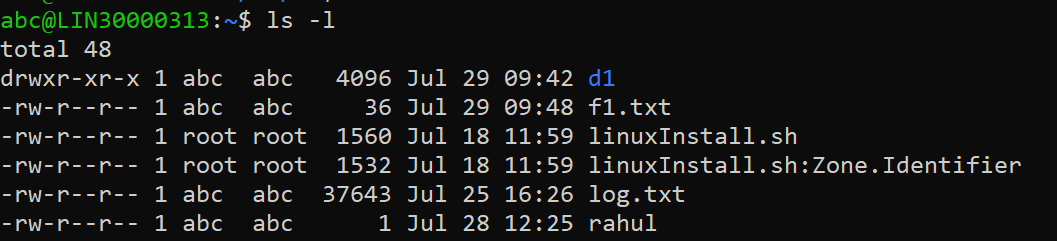 abc@LIN30000313:~$ ls -l
total 48
drwxr-xr-x 1 abc  abc   4096 Jul 29 09:42 d1
-rw-r--r-- 1 abc  abc     36 Jul 29 09:48 f1.txt
-rw-r--r-- 1 root root  1560 Jul 18 11:59 linuxInstall.sh
-rw-r--r-- 1 root root  1532 Jul 18 11:59 linuxInstall.sh:Zone.Identifier
-rw-r--r-- 1 abc  abc  37643 Jul 25 16:26 log.txt
-rw-r--r-- 1 abc  abc      1 Jul 28 12:25 rahul